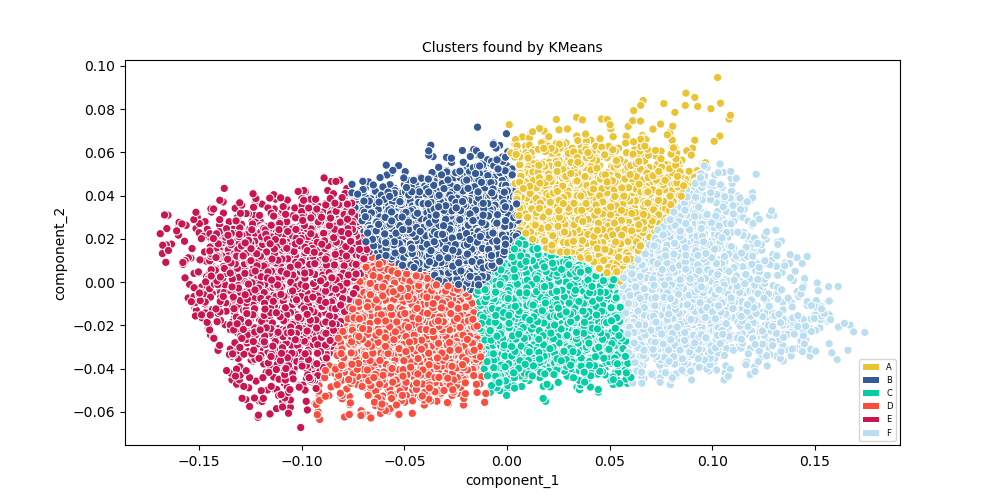 Clusters found by KMeans
0.10
0.08
0.06
0.04
0.02
0.00
−0.02
−0.04
−0.06
component_2
A
B
C
D
E
F
−0.15
−0.10
−0.05
0.00
0.05
0.10
0.15
component_1